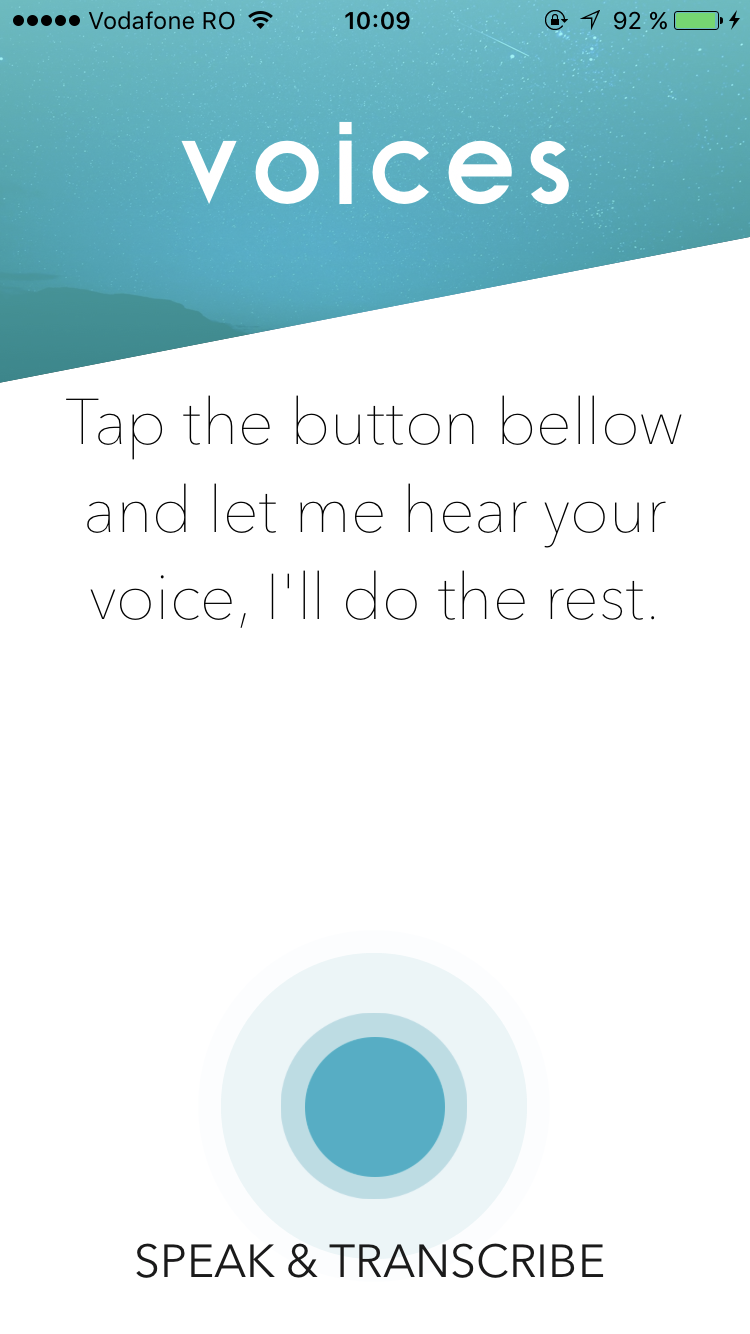 Vodafone RO 10:09 92 %
voices
Tap the button bellow
and let me hear your
voice, I'll do the rest.
SPEAK & TRANSCRIBE